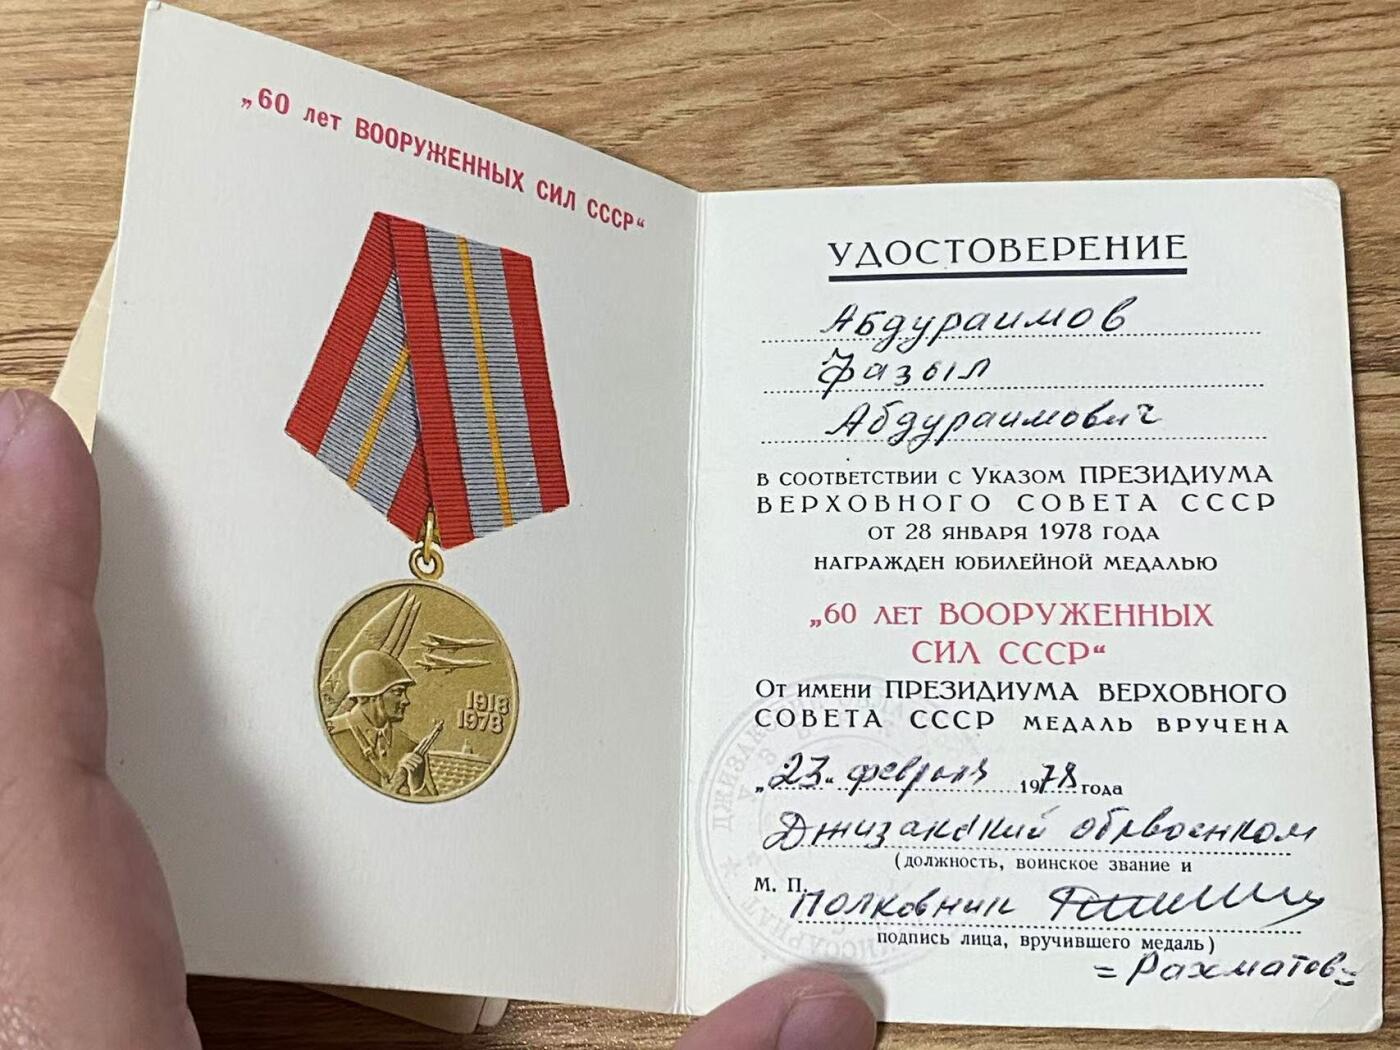 „60 лет ВООРУЖЕННЫХ СИЛ СССР“
1918
1978
УДОСТОВЕРЕНИЕ
Абдураимов
Фазыл
Абдураимович
в соответствии с Указом ПРЕЗИДИУМА
ВЕРХОВНОГО СОВЕТА СССР
от 28 января 1978 года
награжден юбилейной медалью
„60 лет ВООРУЖЕННЫХ
СИЛ СССР“
От имени ПРЕЗИДИУМА ВЕРХОВНОГО
СОВЕТА СССР медаль вручена
„23“ февраля 1978 года
Джизакский облвоенком
(должность, воинское звание и
М. П.
Полковник
подпись лица, вручившего медаль)
=Рахматов=